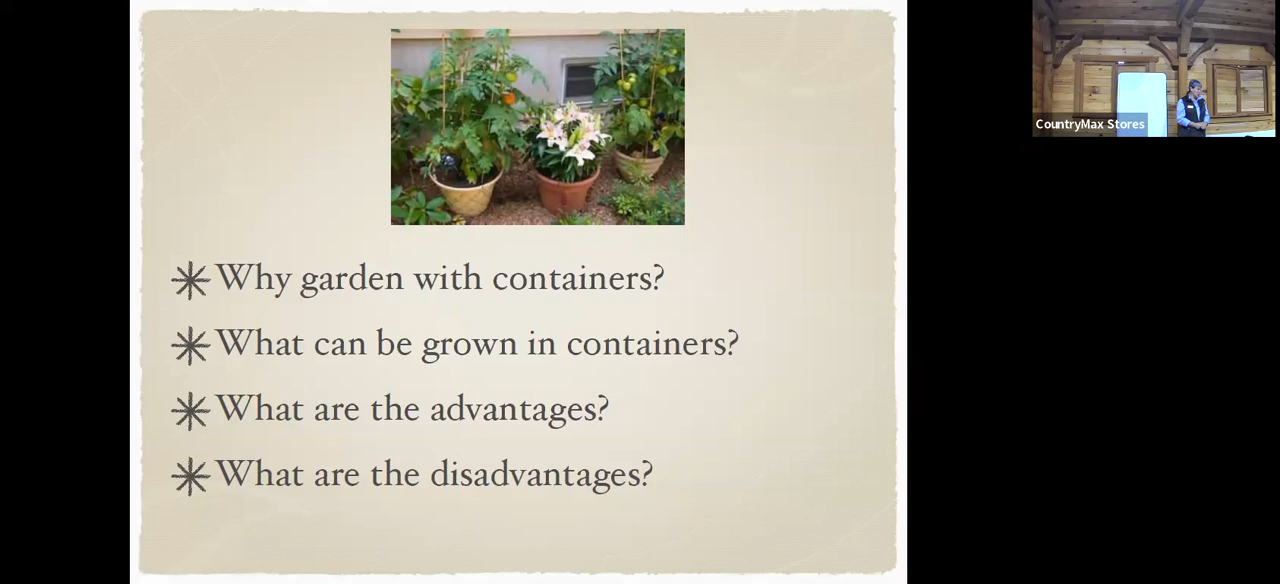 Why garden with containers?
What can be grown in containers?
What are the advantages?
What are the disadvantages?
CountryMax Stores